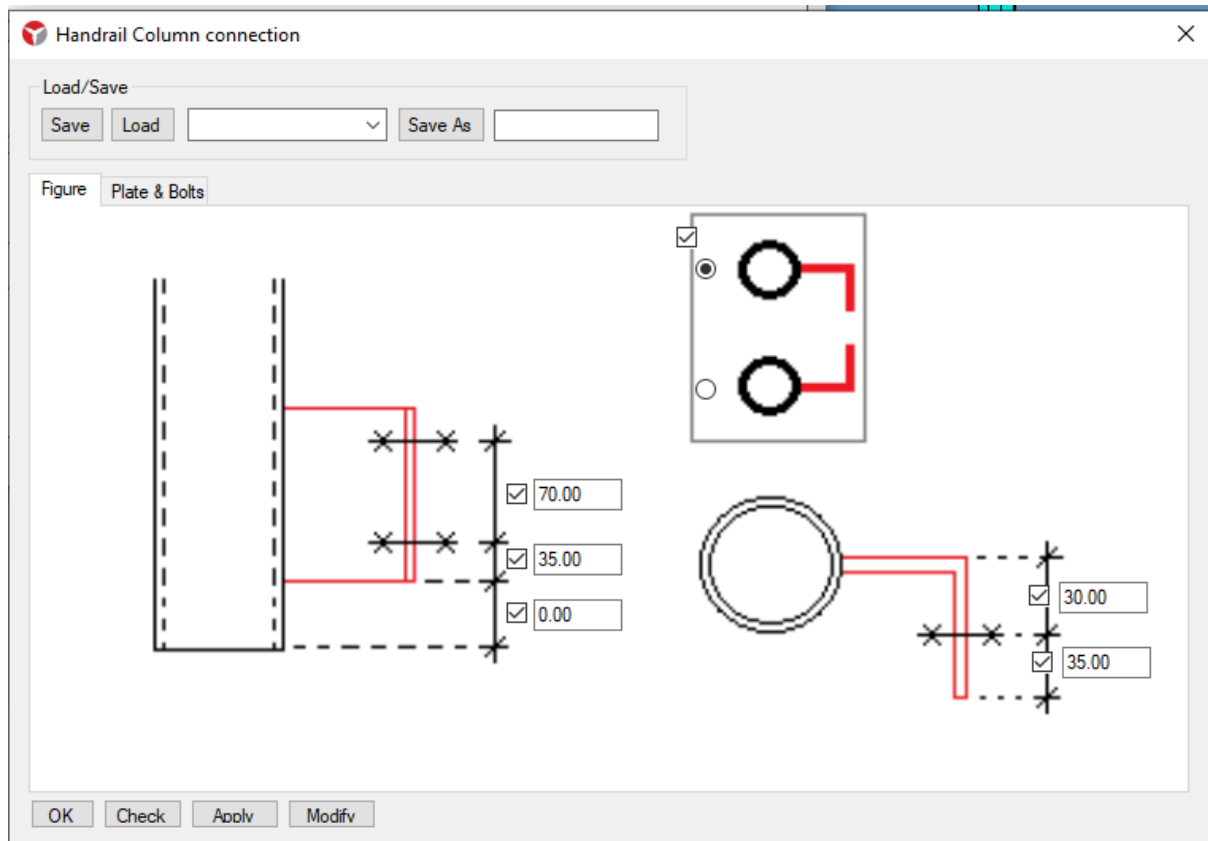 Handrail Column connection
Load/Save
Save Load Save As
Figure Plate & Bolts
70.00
35.00
0.00
30.00
35.00
OK Check Apply Modify